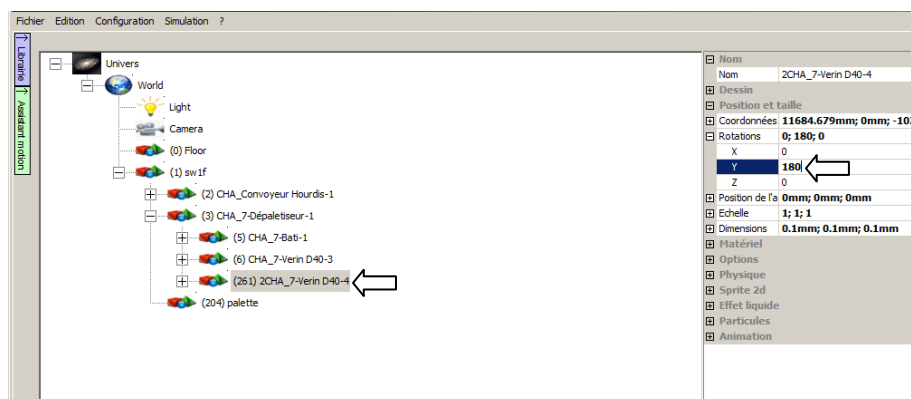 Fichier Edition Configuration Simulation ?
Librairie
Assistant motion
Univers
World
Light
Camera
(0) Floor
(1) sw1f
(2) CHA_Convoyeur Hourdis-1
(3) CHA_7-Dépaletiseur-1
(5) CHA_7-Bati-1
(6) CHA_7-Verin D40-3
(261) 2CHA_7-Verin D40-4
(204) palette
Nom
Nom 2CHA_7-Verin D40-4
Dessin
Position et taille
Coordonnées 11684.679mm; 0mm; -10
Rotations 0; 180; 0
X 0
Y 180
Z 0
Position de l'a 0mm; 0mm; 0mm
Echelle 1; 1; 1
Dimensions 0.1mm; 0.1mm; 0.1mm
Matériel
Options
Physique
Sprite 2d
Effet liquide
Particules
Animation